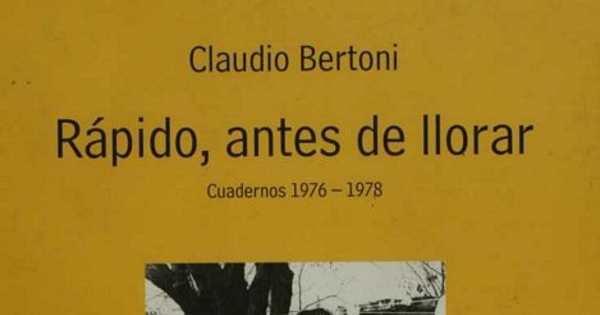 Claudio Bertoni
Rápido, antes de llorar
Cuadernos 1976 – 1978